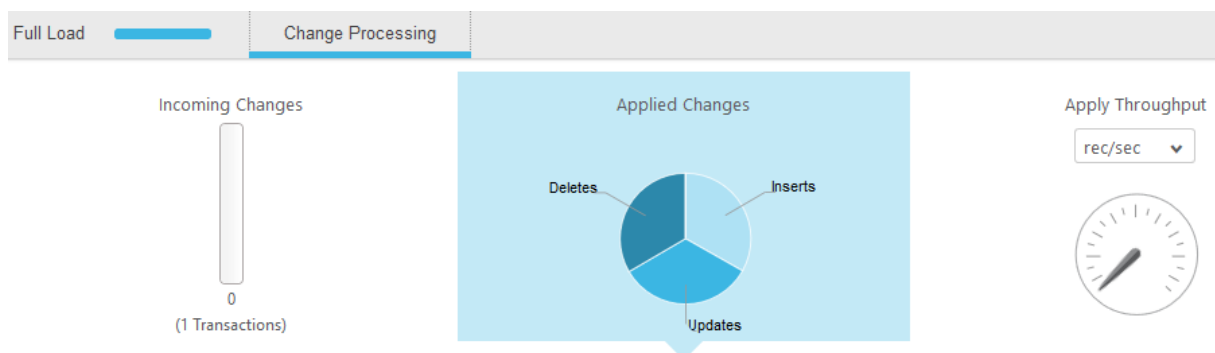 Full Load
Change Processing
Incoming Changes
0
(1 Transactions)
Applied Changes
Deletes
Inserts
Updates
Apply Throughput
rec/sec